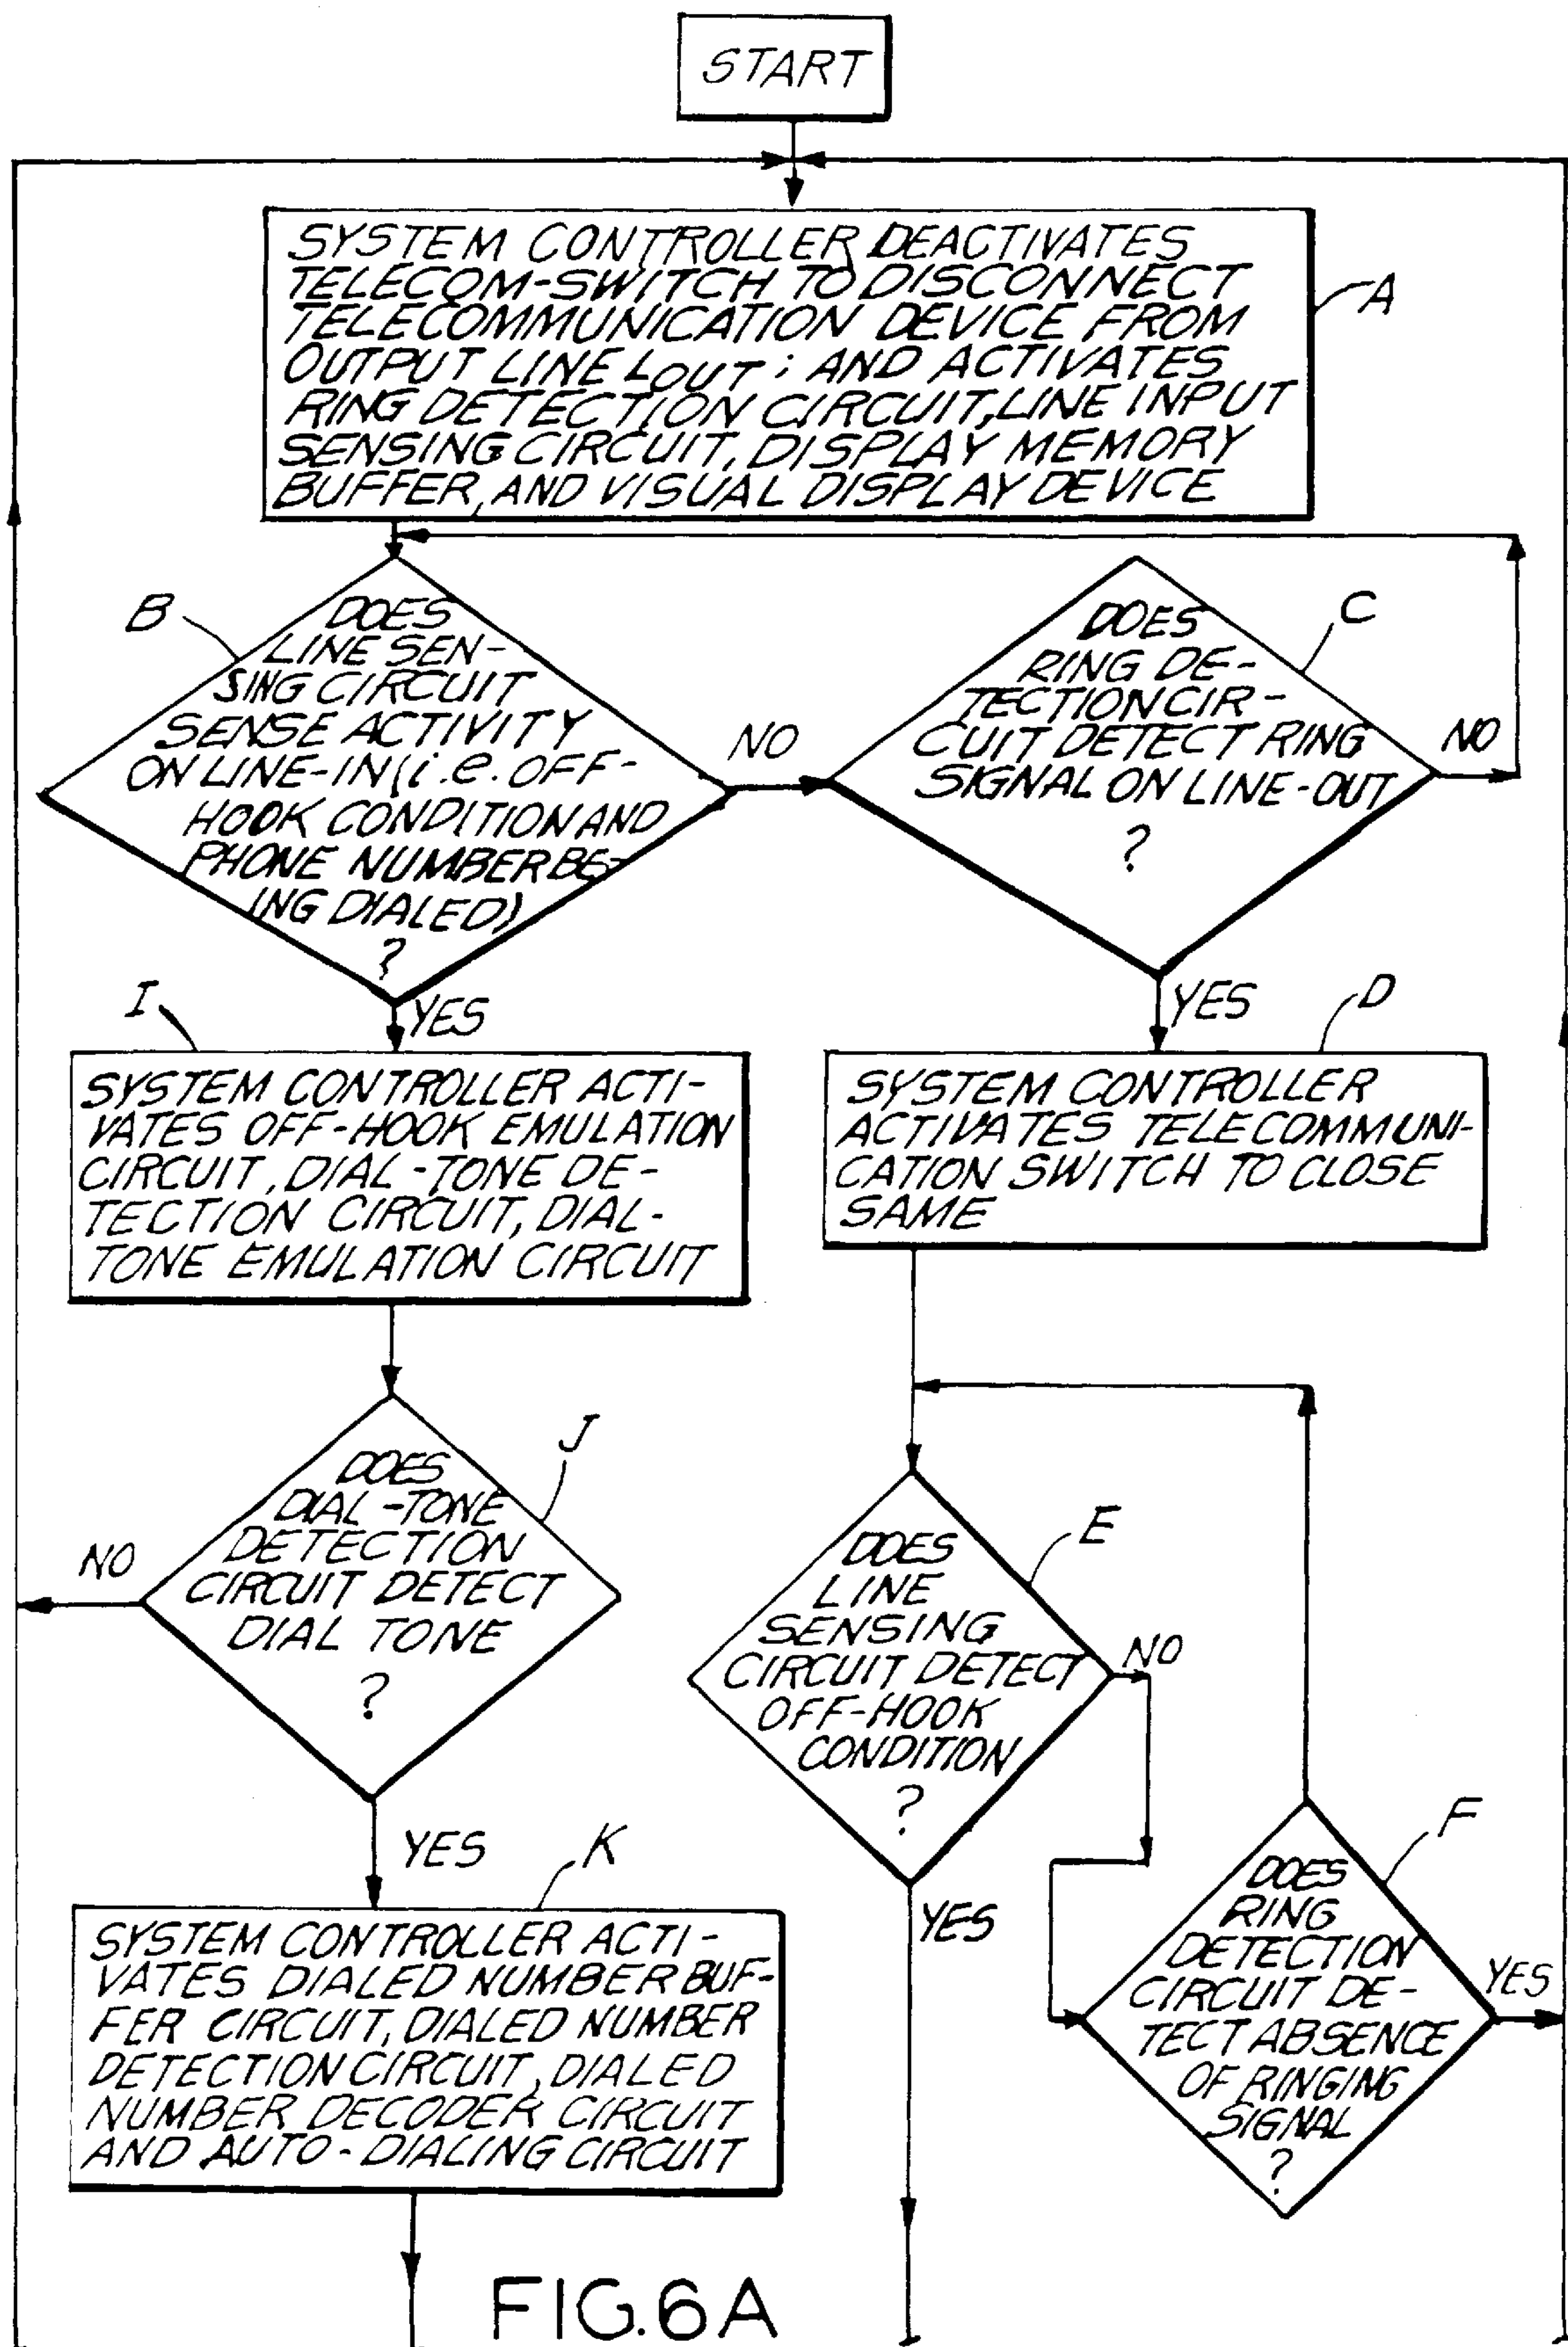 START
SYSTEM CONTROLLER DEACTIVATES
TELECOM-SWITCH TO DISCONNECT
TELECOMMUNICATION DEVICE FROM
OUTPUT LINE LOUT; AND ACTIVATES
RING DETECTION CIRCUIT, LINE INPUT
SENSING CIRCUIT, DISPLAY MEMORY
BUFFER, AND VISUAL DISPLAY DEVICE
A
B
DOES
LINE SEN-
SING CIRCUIT
SENSE ACTIVITY
ON LINE-IN (i.e. OFF-
HOOK CONDITION AND
PHONE NUMBER BE-
ING DIALED)
?
NO
C
DOES
RING DE-
TECTION CIR-
CUIT DETECT RING
SIGNAL ON LINE-OUT
?
NO
YES
YES
I
SYSTEM CONTROLLER ACTI-
VATES OFF-HOOK EMULATION
CIRCUIT, DIAL-TONE DE-
TECTION CIRCUIT, DIAL-
TONE EMULATION CIRCUIT
D
SYSTEM CONTROLLER
ACTIVATES TELECOMMUNI-
CATION SWITCH TO CLOSE
SAME
J
DOES
DIAL-TONE
DETECTION
CIRCUIT DETECT
DIAL TONE
?
NO
YES
E
DOES
LINE
SENSING
CIRCUIT DETECT
OFF-HOOK
CONDITION
?
NO
YES
F
DOES
RING
DETECTION
CIRCUIT DE-
TECT ABSENCE
OF RINGING
SIGNAL
?
YES
K
SYSTEM CONTROLLER ACTI-
VATES DIALED NUMBER BUF-
FER CIRCUIT, DIALED NUMBER
DETECTION CIRCUIT, DIALED
NUMBER DECODER CIRCUIT
AND AUTO-DIALING CIRCUIT
FIG.6A